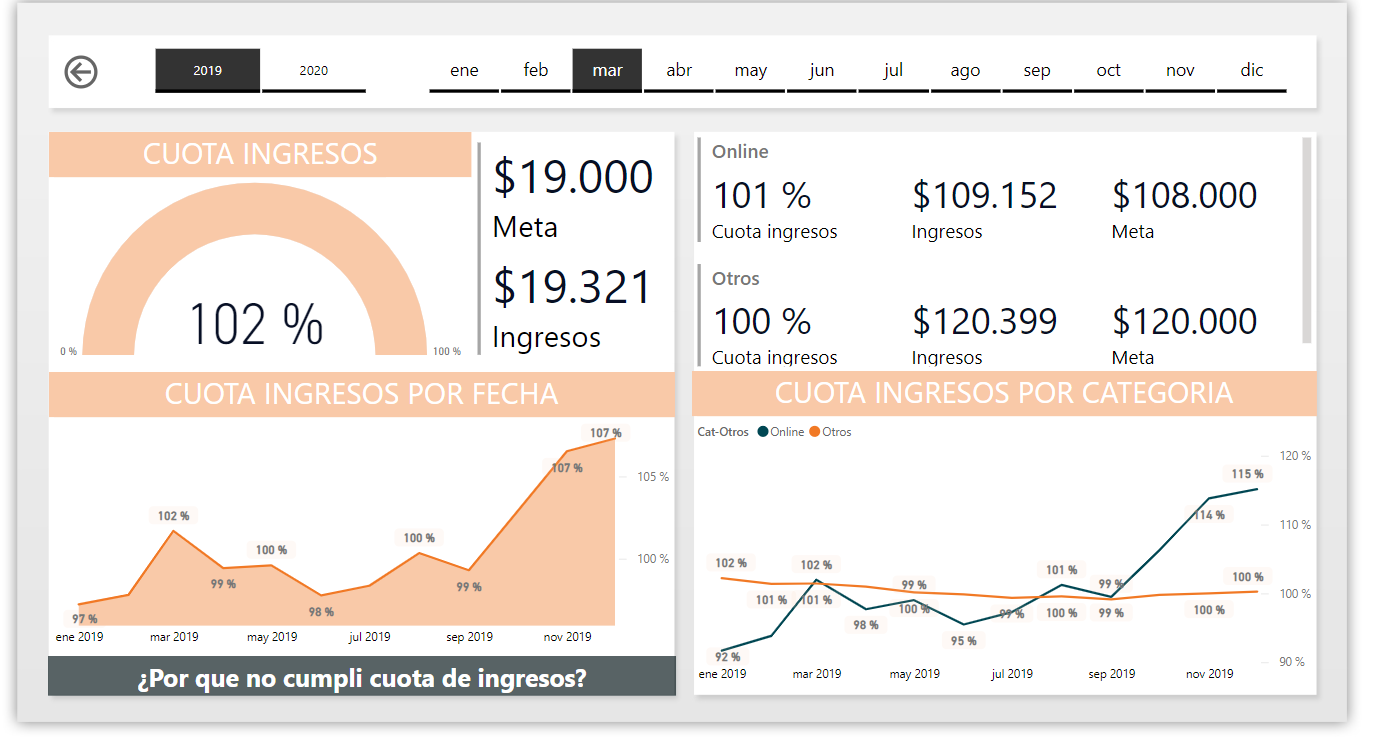 2019 2020 ene feb mar abr may jun jul ago sep oct nov dic
CUOTA INGRESOS
102 %
0 % 100 %
$19.000
Meta
$19.321
Ingresos
Online
101 % $109.152 $108.000
Cuota ingresos Ingresos Meta
Otros
100 % $120.399 $120.000
Cuota ingresos Ingresos Meta
CUOTA INGRESOS POR FECHA
107 %
107 %
105 %
102 %
100 %
100 %
100 %
99 %
99 %
98 %
97 %
ene 2019 mar 2019 may 2019 jul 2019 sep 2019 nov 2019
¿Por que no cumpli cuota de ingresos?
CUOTA INGRESOS POR CATEGORIA
Cat-Otros Online Otros
120 %
115 %
114 %
110 %
102 % 102 % 99 % 101 % 99 % 100 %
100 %
101 % 101 % 100 % 99 % 100 % 99 % 100 %
98 % 95 %
92 %
90 %
ene 2019 mar 2019 may 2019 jul 2019 sep 2019 nov 2019